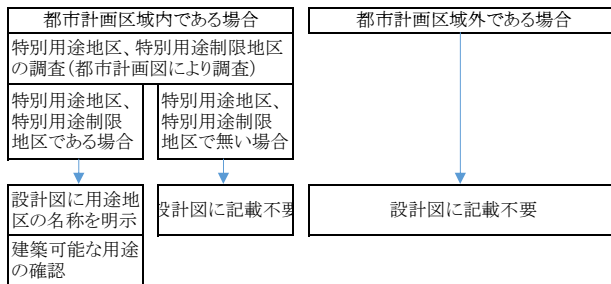 都市計画区域内である場合
都市計画区域外である場合
特別用途地区、特別用途制限地区
の調査(都市計画図により調査)
特別用途地区、
特別用途制限
地区である場合
特別用途地区、
特別用途制限
地区で無い場合
設計図に用途地
区の名称を明示
設計図に記載不要
設計図に記載不要
建築可能な用途
の確認